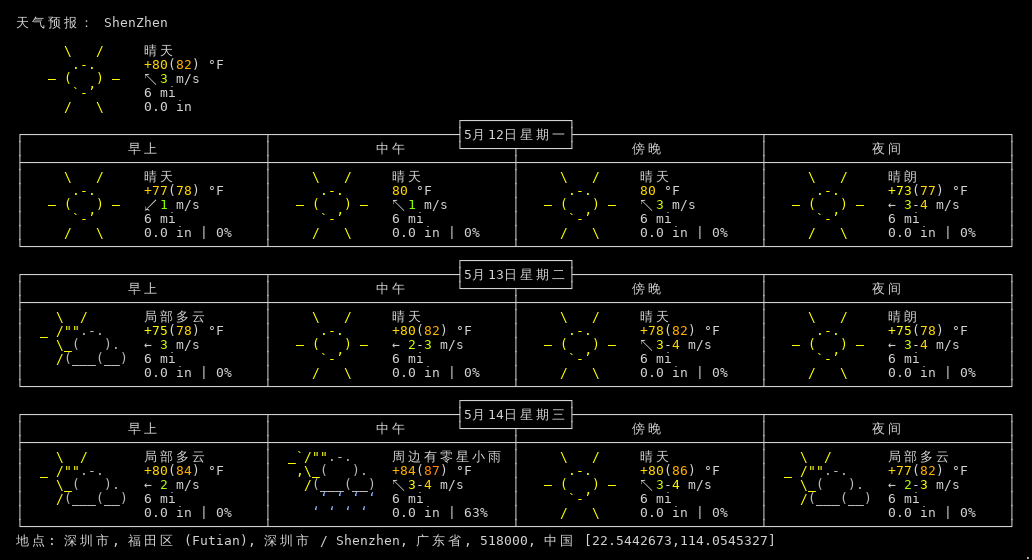 天气预报： ShenZhen
晴天
+80(82) °F
↖3 m/s
6 mi
0.0 in
5月12日星期一
早上 中午 傍晚 夜间
晴天 晴天 晴天 晴朗
+77(78) °F 80 °F 80 °F +73(77) °F
↙1 m/s ↖1 m/s ↖3 m/s ← 3-4 m/s
6 mi 6 mi 6 mi 6 mi
0.0 in | 0% 0.0 in | 0% 0.0 in | 0% 0.0 in | 0%
5月13日星期二
早上 中午 傍晚 夜间
局部多云 晴天 晴天 晴朗
+75(78) °F +80(82) °F +78(82) °F +75(78) °F
← 3 m/s ← 2-3 m/s ↖3-4 m/s ← 3-4 m/s
6 mi 6 mi 6 mi 6 mi
0.0 in | 0% 0.0 in | 0% 0.0 in | 0% 0.0 in | 0%
5月14日星期三
早上 中午 傍晚 夜间
局部多云 周边有零星小雨 晴天 局部多云
+80(84) °F +84(87) °F +80(86) °F +77(82) °F
← 2 m/s ↖3-4 m/s ↖3-4 m/s ← 2-3 m/s
6 mi 6 mi 6 mi 6 mi
0.0 in | 0% 0.0 in | 63% 0.0 in | 0% 0.0 in | 0%
地点: 深圳市, 福田区 (Futian), 深圳市 / Shenzhen, 广东省, 518000, 中国 [22.5442673,114.0545327]